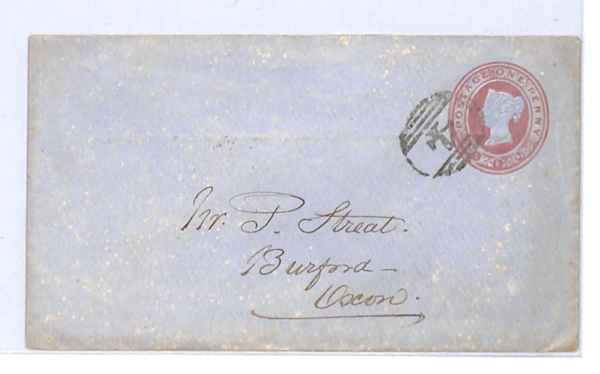 POSTAGE ONE PENNY
Mr. P. Streat.
Burford
Oxon.